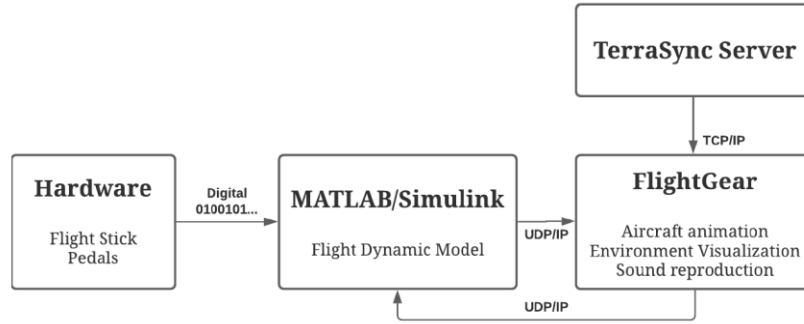 TerraSync Server
TCP/IP
Hardware
Flight Stick
Pedals
Digital
0100101...
MATLAB/Simulink
Flight Dynamic Model
UDP/IP
FlightGear
Aircraft animation
Environment Visualization
Sound reproduction
UDP/IP